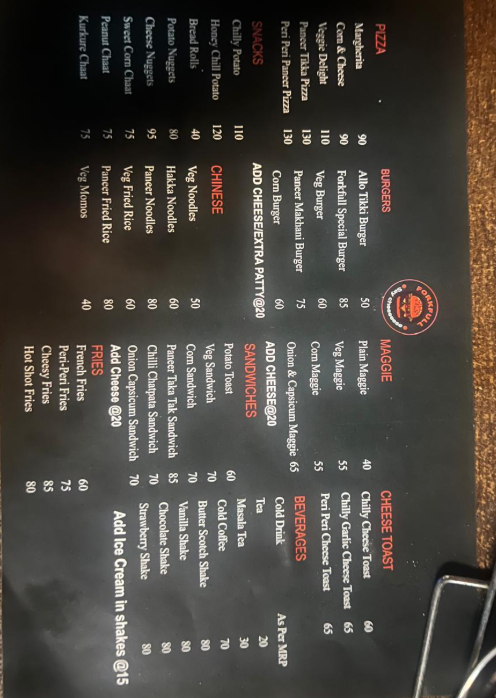 FORKFULL
Say Cheeseeee
PIZZA
Margherita 90
Corn & Cheese 90
Veggie Delight 110
Paneer Tikka Pizza 130
Peri Peri Paneer Pizza 130
SNACKS
Chilly Potato 110
Honey Chill Potato 120
Bread Rolls 40
Potato Nuggets 80
Cheese Nuggets 95
Sweet Corn Chaat 75
Peanut Chaat 75
Kurkure Chaat 75
BURGERS
Allo Tikki Burger 50
Forkfull Special Burger 85
Veg Burger 60
Paneer Makhani Burger 75
Corn Burger 60
ADD CHEESE/EXTRA PATTY@20
CHINESE
Veg Noodles 50
Hakka Noodles 60
Paneer Noodles 80
Veg Fried Rice 60
Paneer Fried Rice 80
Veg Momos 40
MAGGIE
Plain Maggie 40
Veg Maggie 55
Corn Maggie 55
Onion & Capsicum Maggie 65
ADD CHEESE@20
SANDWICHES
Potato Toast 60
Veg Sandwich 70
Corn Sandwich 70
Paneer Taka Tak Sandwich 85
Chilli Chatpata Sandwich 70
Onion Capsicum Sandwich 70
Add Cheese @20
FRIES
French Fries 60
Peri-Peri Fries 75
Cheesy Fries 85
Hot Shot Fries 80
CHEESE TOAST
Chilly Cheese Toast 60
Chilly Garlic Cheese Toast 65
Peri Peri Cheese Toast 65
BEVERAGES
Cold Drink As Per MRP
Tea 20
Masala Tea 30
Cold Coffee 70
Butter Scotch Shake 80
Vanilla Shake 80
Chocolate Shake 80
Strawberry Shake 80
Add Ice Cream in shakes @15